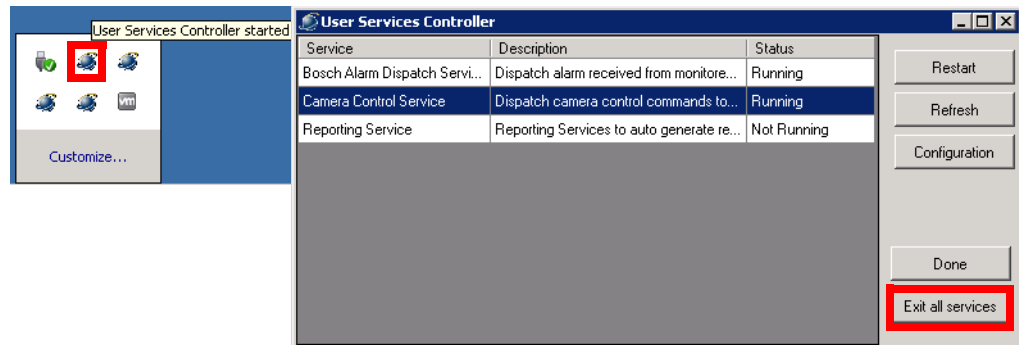 User Services Controller started
vm
Customize...
User Services Controller
Service Description Status
Bosch Alarm Dispatch Servi... Dispatch alarm received from monitore... Running
Camera Control Service Dispatch camera control commands to... Running
Reporting Service Reporting Services to auto generate re... Not Running
Restart
Refresh
Configuration
Done
Exit all services